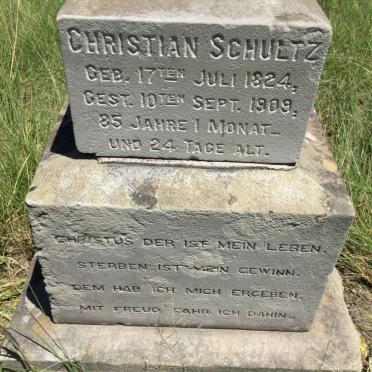 CHRISTIAN SCHULTZ
GEB. 17TEN JULI 1824,
GEST. 10TEN SEPT. 1909,
85 JAHRE 1 MONAT_
UND 24 TAGE ALT.
CHRISTUS DER IST MEIN LEBEN.
STERBEN IST MEIN GEWINN.
DEM HAB ICH MICH ERGEBEN.
MIT FREUD FAHR ICH DAHIN.